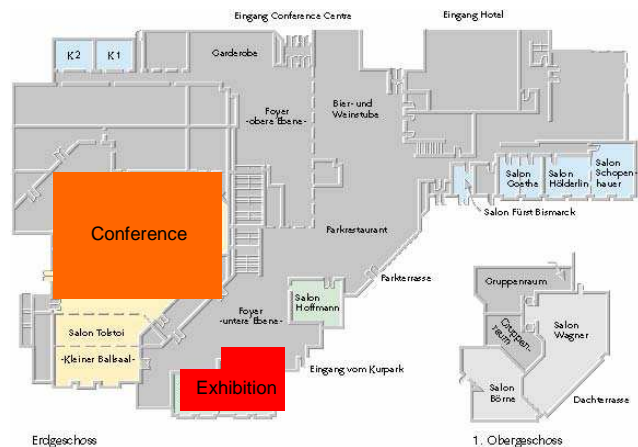 Eingang Conference Centre
Eingang Hotel
K2
K1
Garderobe
Foyer
-obere Ebene-
Bier- und
Weinstube
Salon
Goethe
Salon
Hölderlin
Salon
Schopen-
hauer
Salon Fürst Bismarck
Conference
Parkrestaurant
Parkterrasse
Salon
Hoffmann
Foyer
-untere Ebene-
Salon Tolstoi
-Kleiner Ballsaal-
Eingang vom Kurpark
Exhibition
Gruppenraum
Gruppen-
raum
Salon
Wagner
Salon
Börne
Dachterrasse
Erdgeschoss
1. Obergeschoss